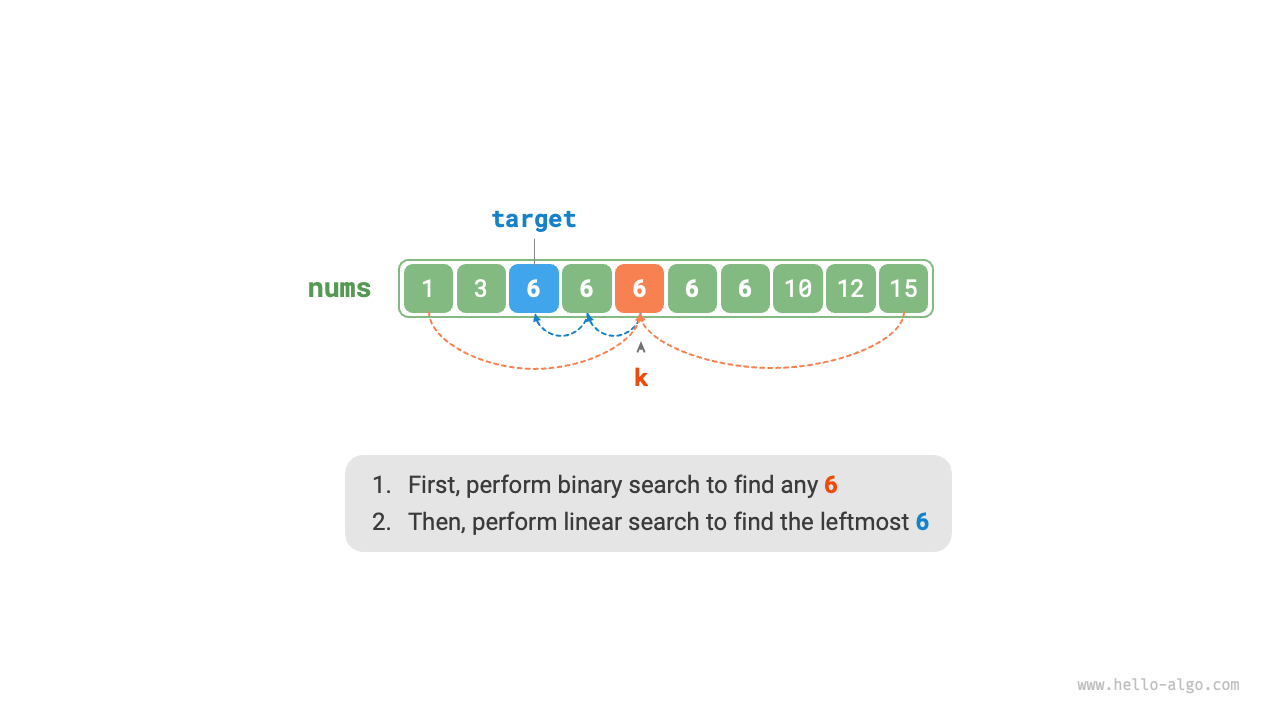 target
nums 1 3 6 6 6 6 6 10 12 15
k
1. First, perform binary search to find any 6
2. Then, perform linear search to find the leftmost 6
www.hello-algo.com